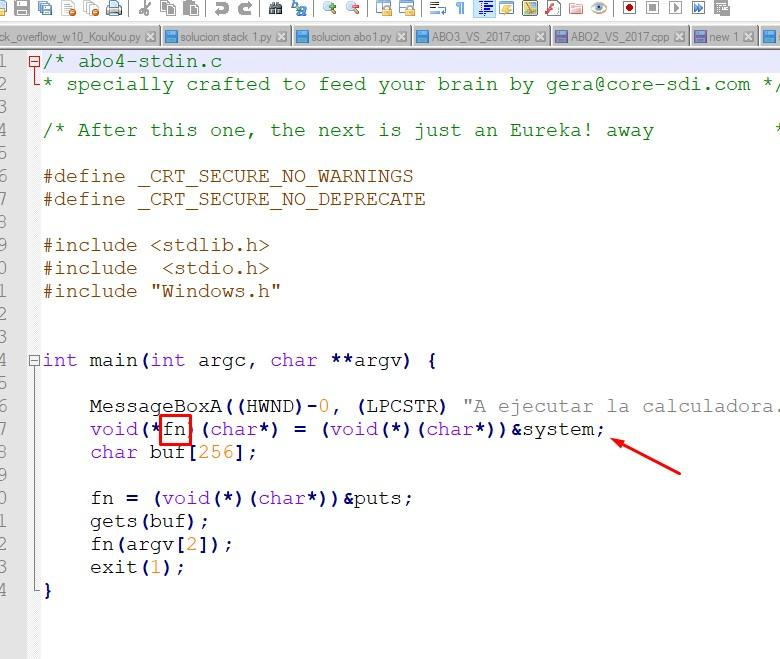 ck_overflow_w10_KouKou.py solucion stack 1.py solucion abo1.py ABO3_VS_2017.cpp ABO2_VS_2017.cpp new 1
1 /* abo4-stdin.c
2 * specially crafted to feed your brain by gera@core-sdi.com */
3
4 /* After this one, the next is just an Eureka! away *
5
6 #define _CRT_SECURE_NO_WARNINGS
7 #define _CRT_SECURE_NO_DEPRECATE
8
9 #include <stdlib.h>
0 #include <stdio.h>
1 #include "Windows.h"
2
3
4 int main(int argc, char **argv) {
5
6 MessageBoxA((HWND)-0, (LPCSTR) "A ejecutar la calculadora.
7 void(*fn)(char*) = (void(*)(char*))&system;
8 char buf[256];
9
0 fn = (void(*)(char*))&puts;
1 gets(buf);
2 fn(argv[2]);
3 exit(1);
4 }